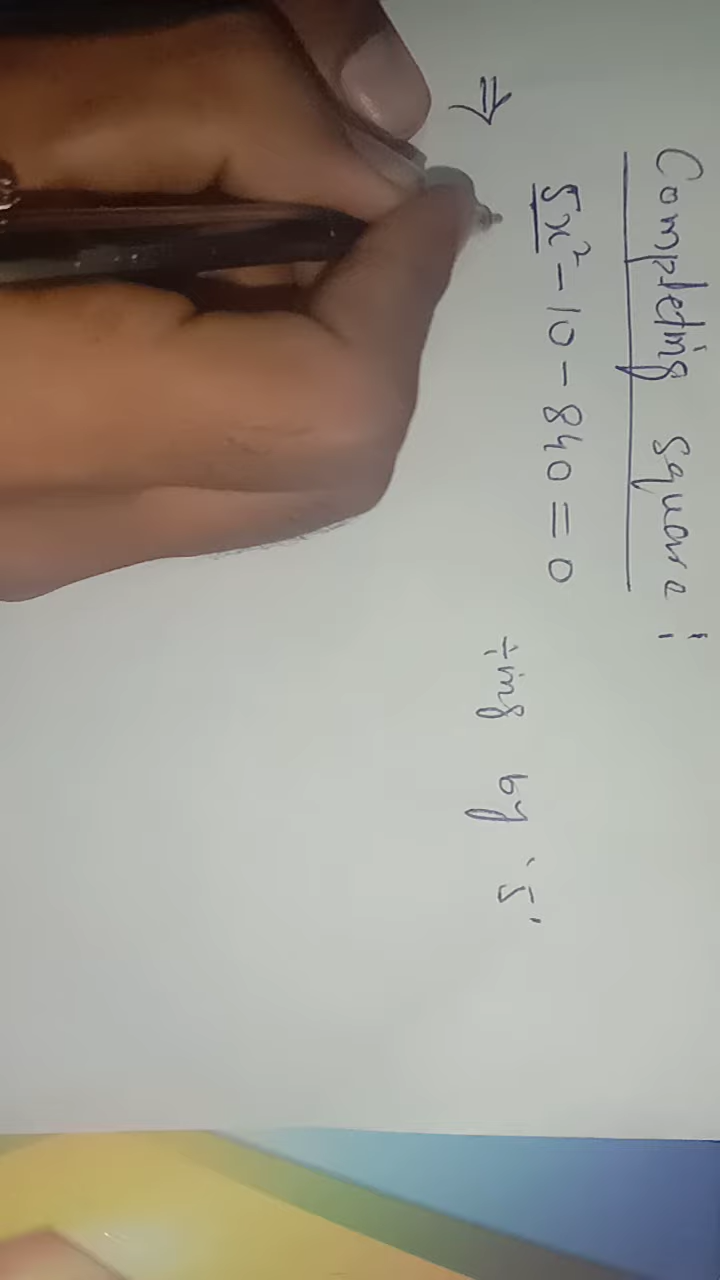 Completing square:
5x² - 10 - 840 = 0
÷ing by '5'
⇒